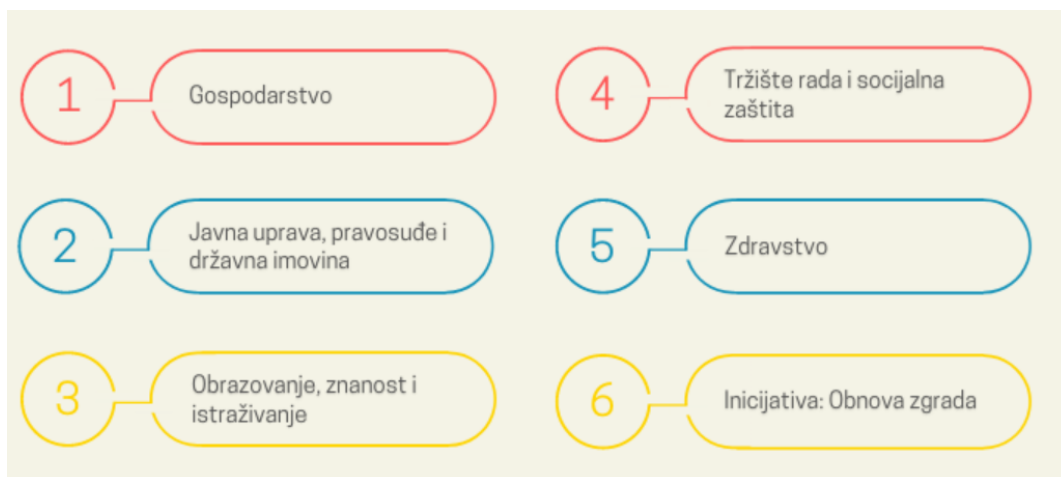 1
Gospodarstvo
2
Javna uprava, pravosuđe i
državna imovina
3
Obrazovanje, znanost i
istraživanje
4
Tržište rada i socijalna
zaštita
5
Zdravstvo
6
Inicijativa: Obnova zgrada